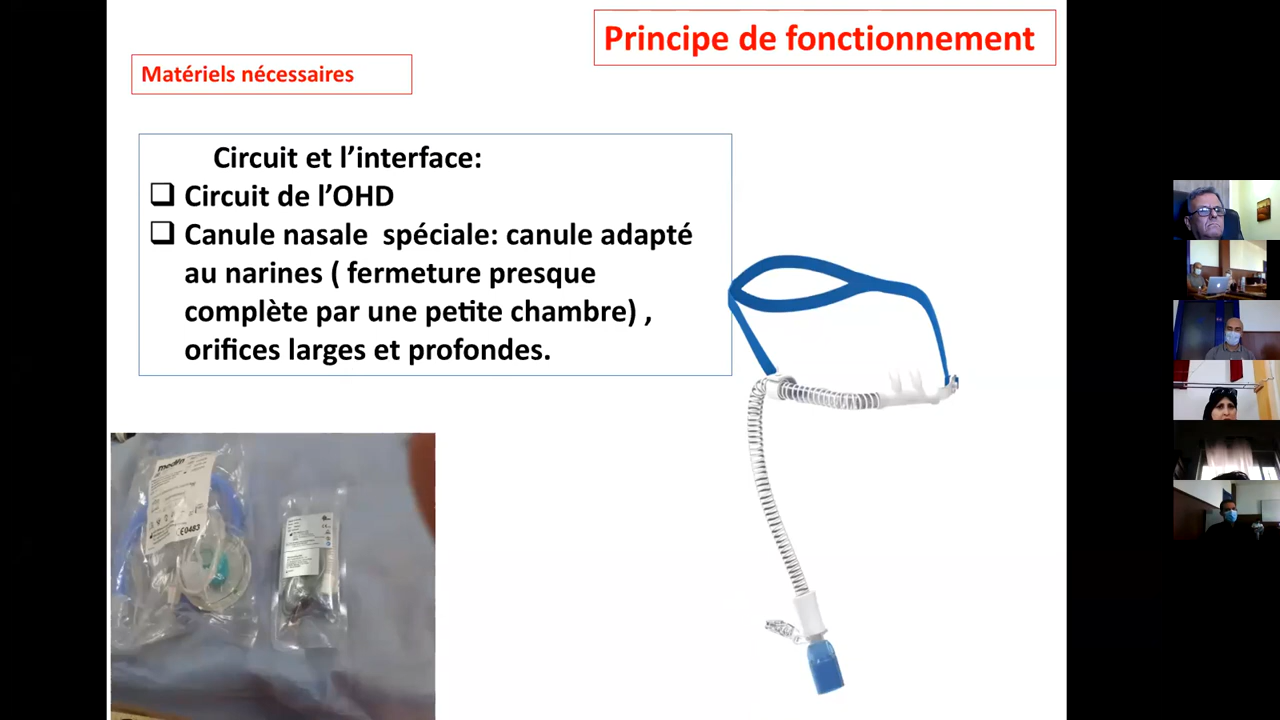 Principe de fonctionnement
Matériels nécessaires
Circuit et l’interface:
❑ Circuit de l’OHD
❑ Canule nasale spéciale: canule adapté
au narines ( fermeture presque
complète par une petite chambre) ,
orifices larges et profondes.
0483